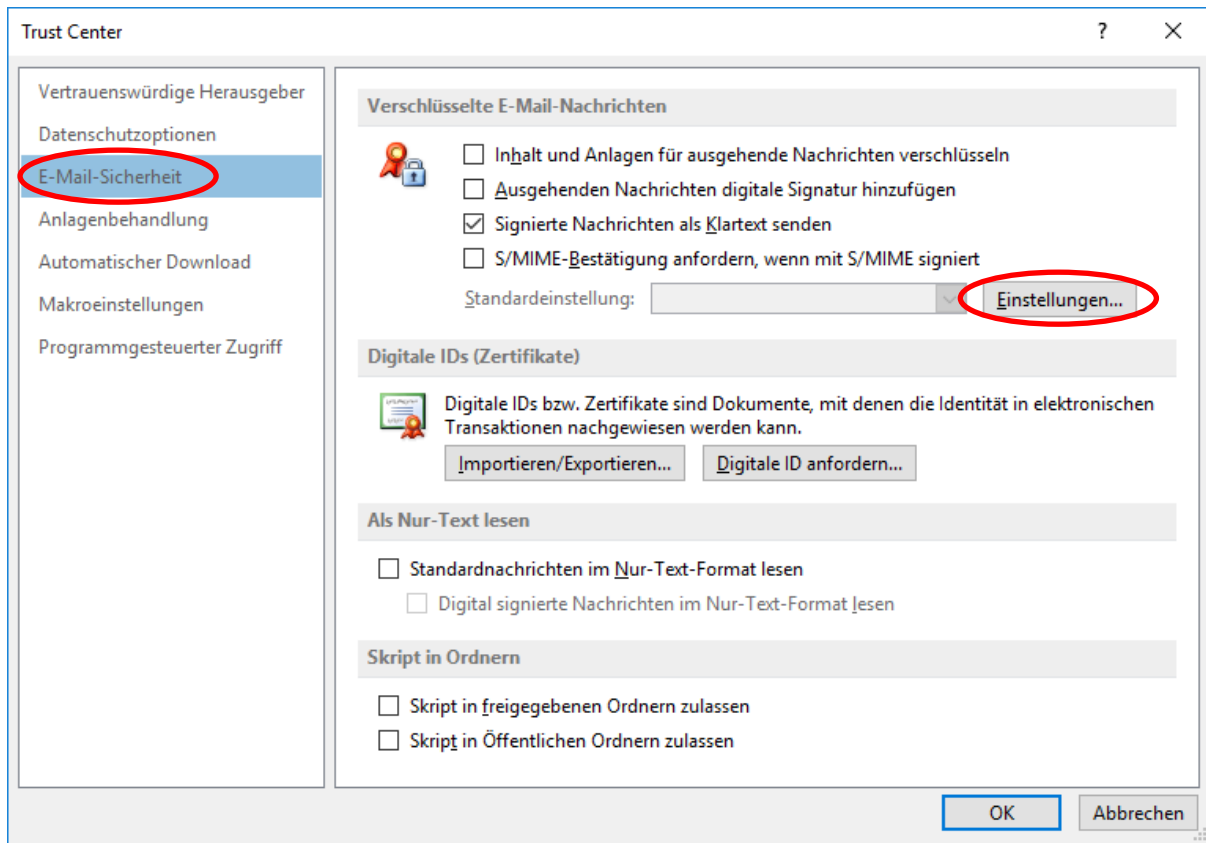 Trust Center
?
Vertrauenswürdige Herausgeber
Datenschutzoptionen
E-Mail-Sicherheit
Anlagenbehandlung
Automatischer Download
Makroeinstellungen
Programmgesteuerter Zugriff
Verschlüsselte E-Mail-Nachrichten
Inhalt und Anlagen für ausgehende Nachrichten verschlüsseln
Ausgehenden Nachrichten digitale Signatur hinzufügen
Signierte Nachrichten als Klartext senden
S/MIME-Bestätigung anfordern, wenn mit S/MIME signiert
Standardeinstellung:
Einstellungen...
Digitale IDs (Zertifikate)
Digitale IDs bzw. Zertifikate sind Dokumente, mit denen die Identität in elektronischen
Transaktionen nachgewiesen werden kann.
Importieren/Exportieren...
Digitale ID anfordern...
Als Nur-Text lesen
Standardnachrichten im Nur-Text-Format lesen
Digital signierte Nachrichten im Nur-Text-Format lesen
Skript in Ordnern
Skript in freigegebenen Ordnern zulassen
Skript in Öffentlichen Ordnern zulassen
OK
Abbrechen